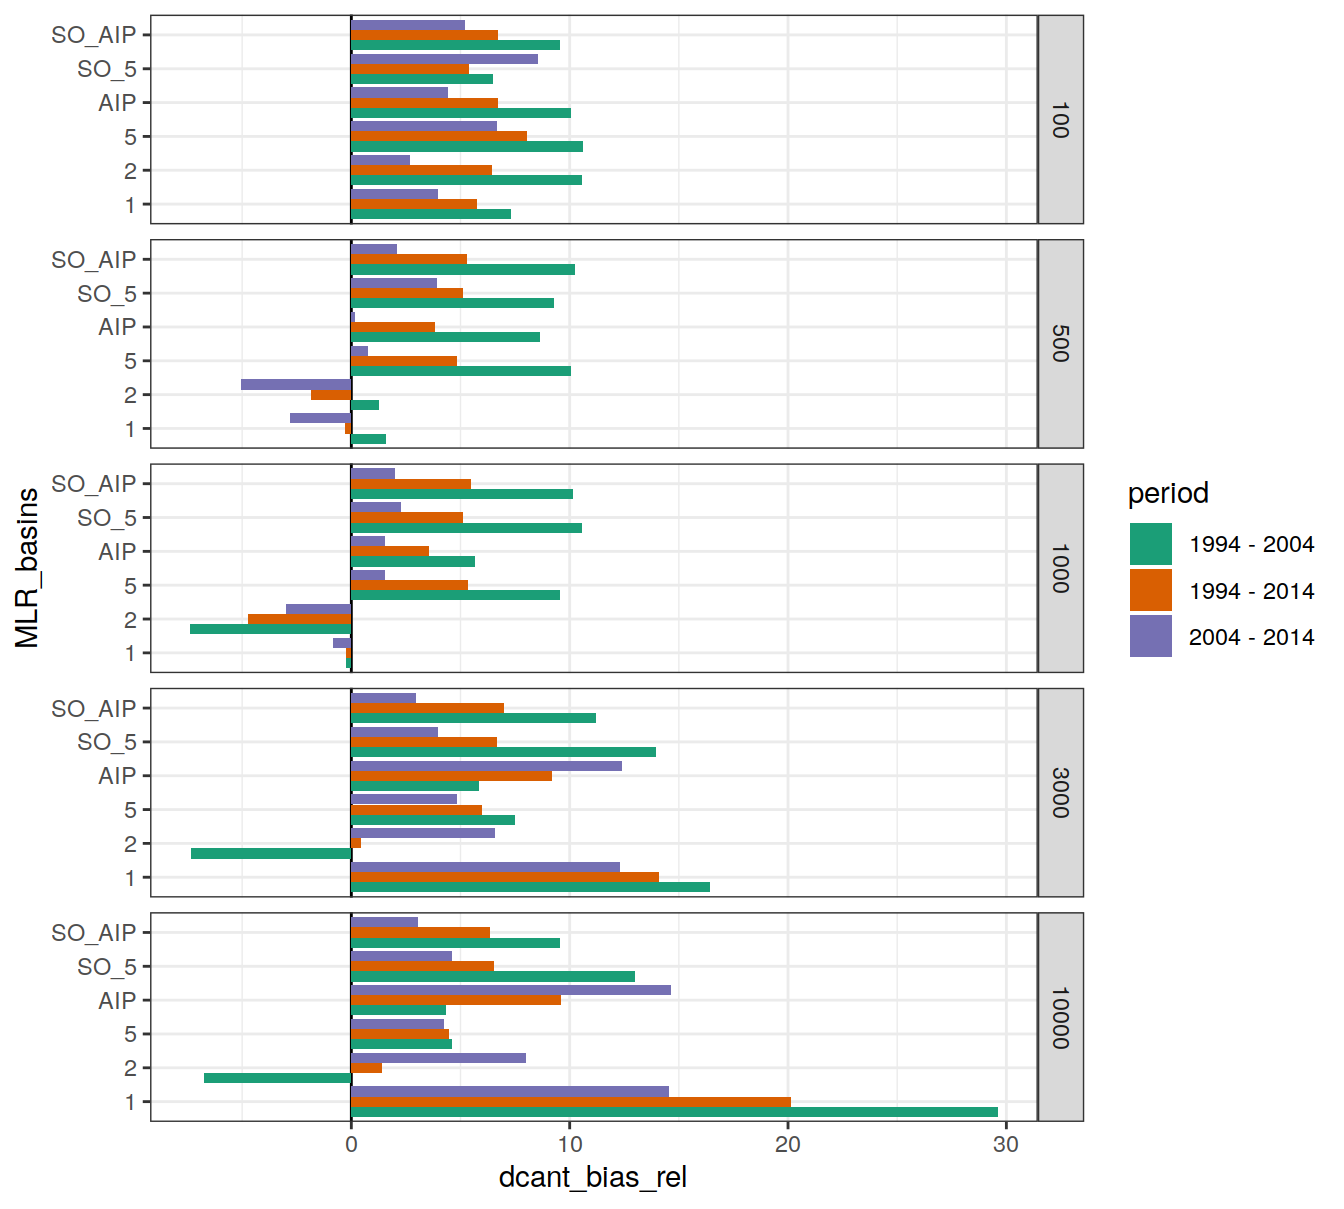 SO_AIP
SO_5
AIP
5
2
1
100
SO_AIP
SO_5
AIP
5
2
1
500
SO_AIP
SO_5
AIP
5
2
1
1000
SO_AIP
SO_5
AIP
5
2
1
3000
SO_AIP
SO_5
AIP
5
2
1
10000
0 10 20 30
dcant_bias_rel
MLR_basins
period
1994 - 2004
1994 - 2014
2004 - 2014